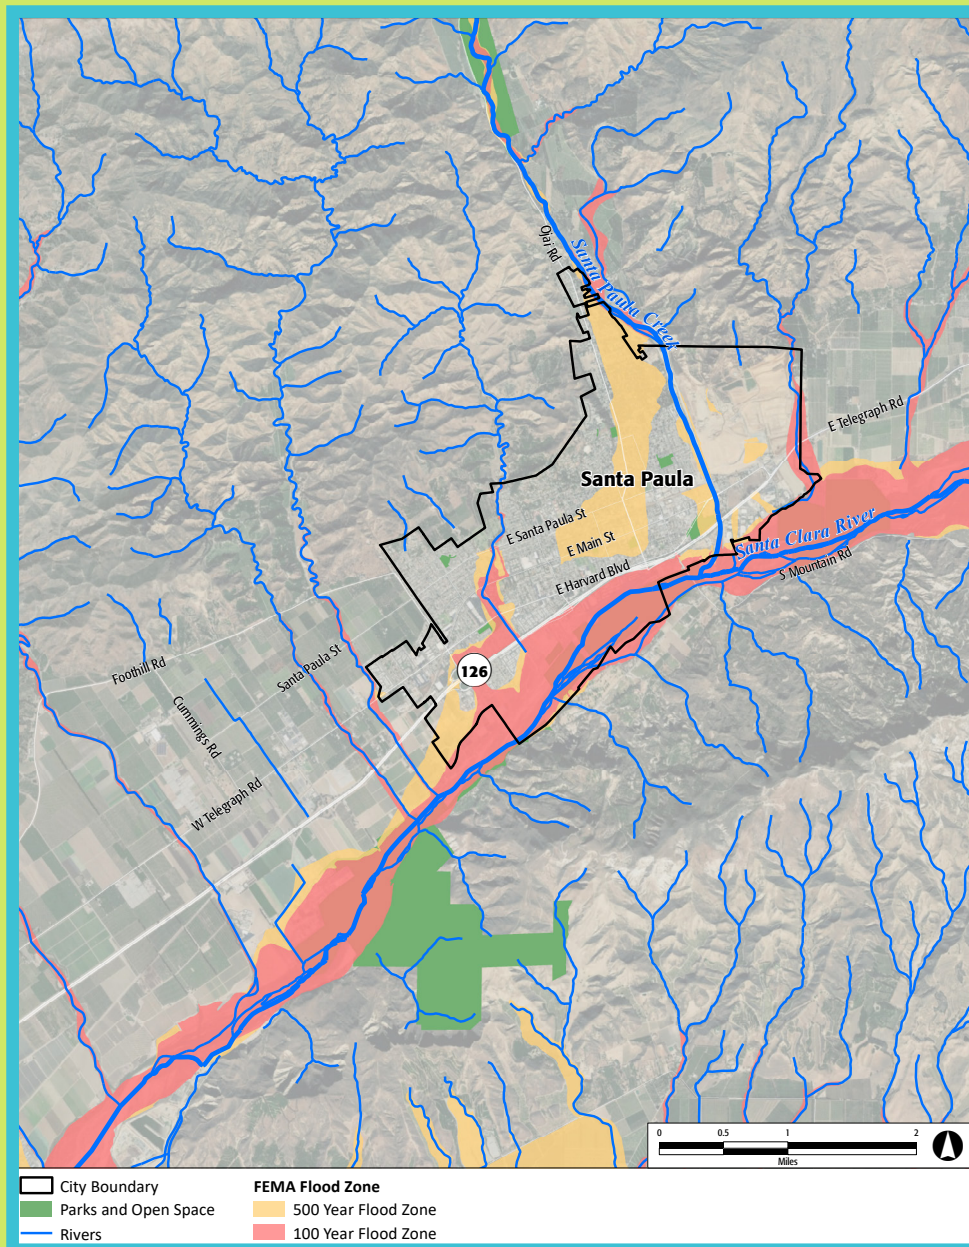 Ojai Rd
Santa Paula Creek
E Telegraph Rd
Santa Paula
E Santa Paula St
E Main St
Santa Clara River
E Harvard Blvd
S Mountain Rd
126
Foothill Rd
Santa Paula St
Cummings Rd
W Telegraph Rd
0 0.5 1 2
Miles
City Boundary
Parks and Open Space
Rivers
FEMA Flood Zone
500 Year Flood Zone
100 Year Flood Zone